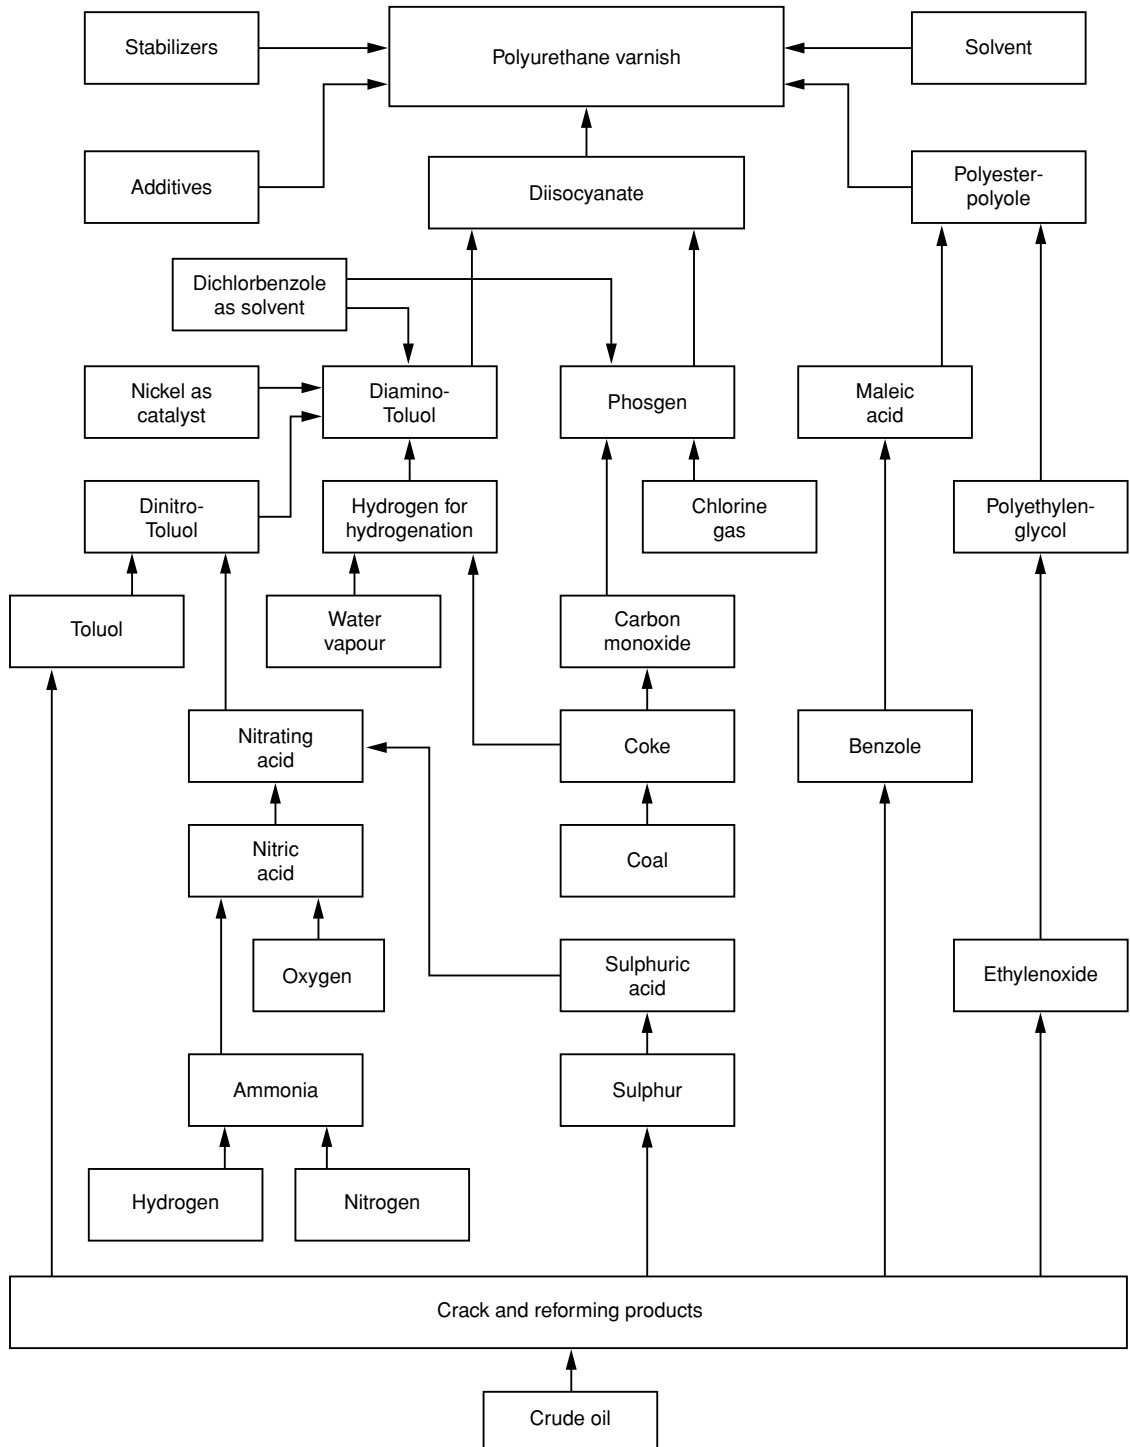 Stabilizers
Polyurethane varnish
Solvent
Additives
Diisocyanate
Polyester-
polyole
Dichlorbenzole
as solvent
Nickel as
catalyst
Diamino-
Toluol
Phosgen
Maleic
acid
Dinitro-
Toluol
Hydrogen for
hydrogenation
Chlorine
gas
Polyethylen-
glycol
Toluol
Water
vapour
Carbon
monoxide
Nitrating
acid
Coke
Benzole
Nitric
acid
Coal
Oxygen
Sulphuric
acid
Ethylenoxide
Ammonia
Sulphur
Hydrogen
Nitrogen
Crack and reforming products
Crude oil